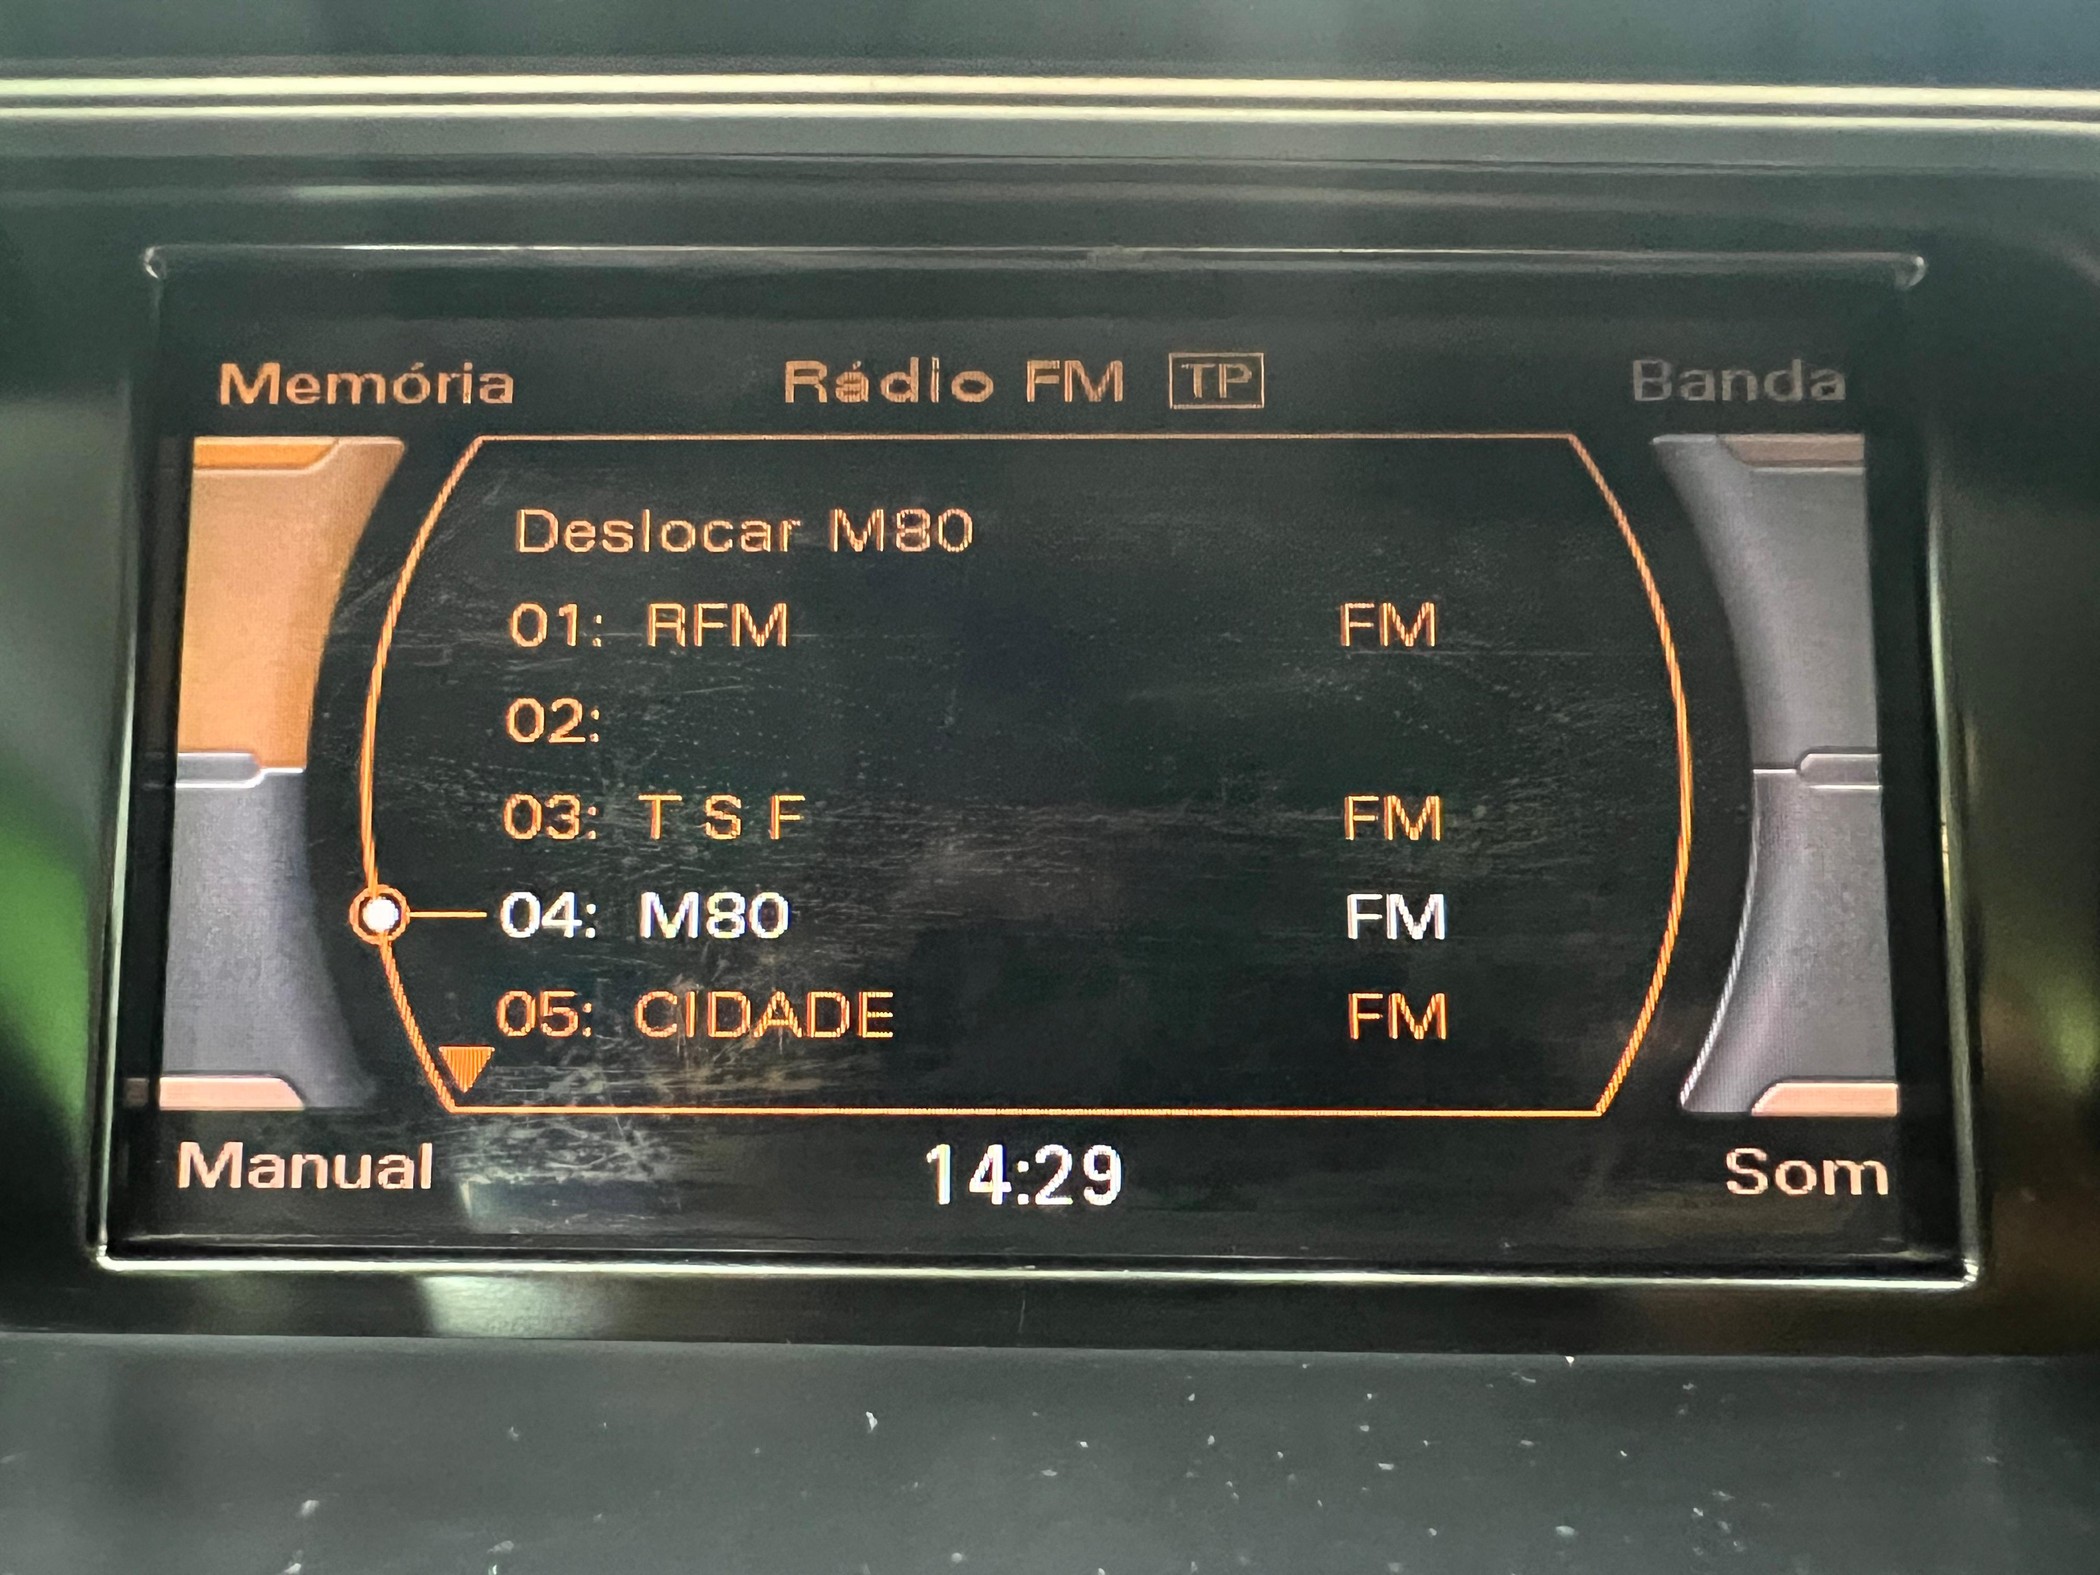 Memória Rádio FM TP Banda
Deslocar M80
01: RFM FM
02:
03: T S F FM
04: M80 FM
05: CIDADE FM
Manual 14:29 Som